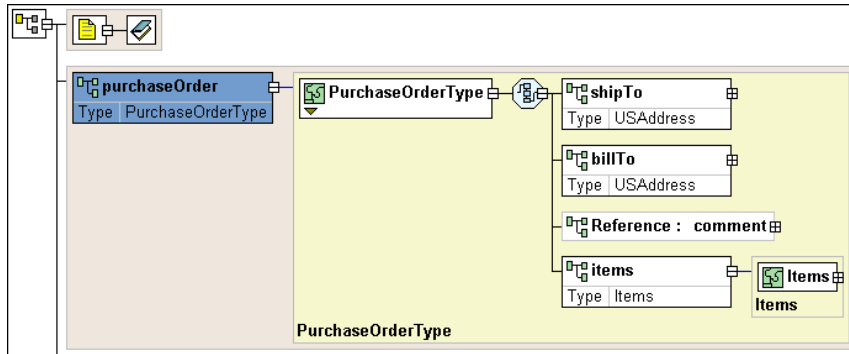 purchaseOrder
Type PurchaseOrderType
PurchaseOrderType
shipTo
Type USAddress
billTo
Type USAddress
Reference : comment
items
Type Items
Items
Items
PurchaseOrderType